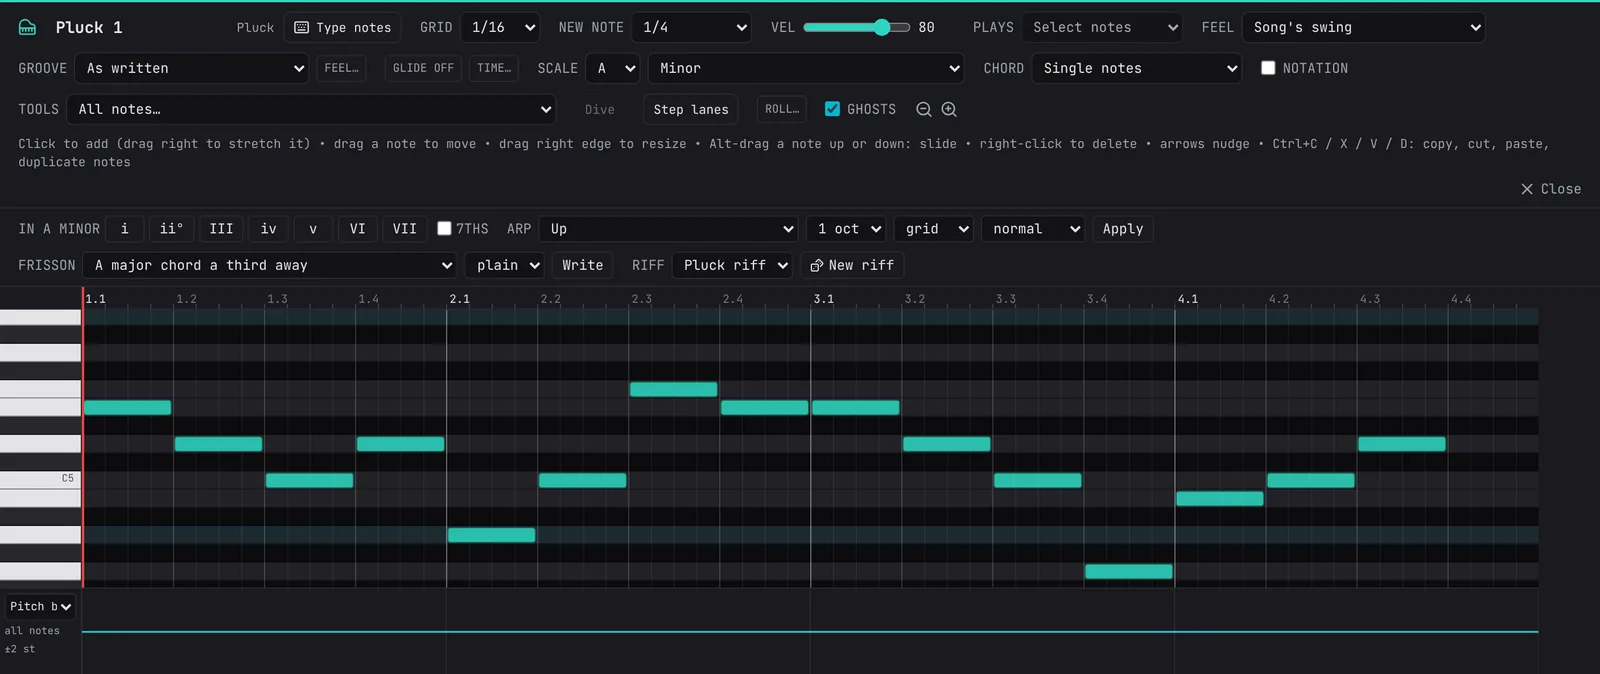 Pluck 1 Pluck Type notes GRID 1/16 NEW NOTE 1/4 VEL 80 PLAYS Select notes FEEL Song's swing
GROOVE As written FEEL… GLIDE OFF TIME… SCALE A Minor CHORD Single notes NOTATION
TOOLS All notes… Dive Step lanes ROLL… GHOSTS
Click to add (drag right to stretch it) • drag a note to move • drag right edge to resize • Alt-drag a note up or down: slide • right-click to delete • arrows nudge • Ctrl+C / X / V / D: copy, cut, paste,
duplicate notes
Close
IN A MINOR i ii° III iv v VI VII 7THS ARP Up 1 oct grid normal Apply
FRISSON A major chord a third away plain Write RIFF Pluck riff New riff
1.1 1.2 1.3 1.4 2.1 2.2 2.3 2.4 3.1 3.2 3.3 3.4 4.1 4.2 4.3 4.4
C5
Pitch b
all notes
±2 st